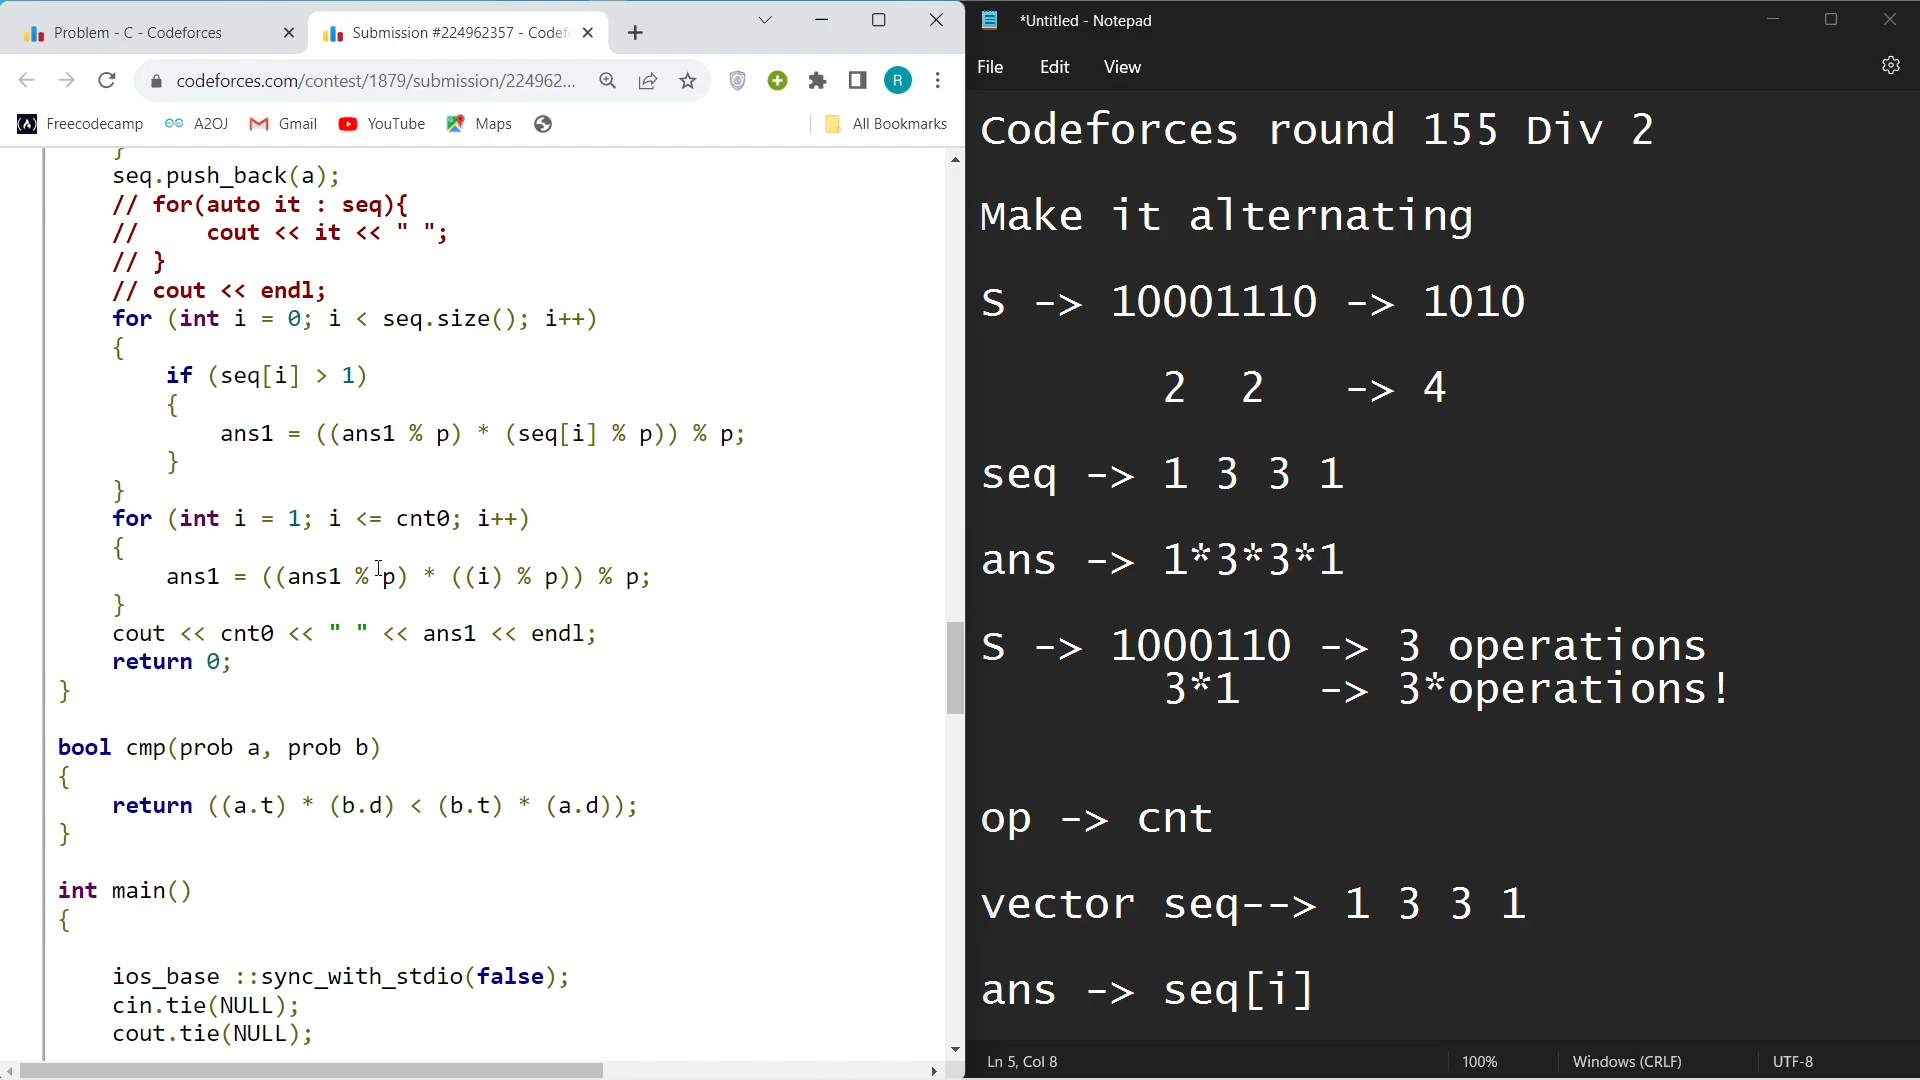 Problem - C - Codeforces
Submission #224962357 - Codef
codeforces.com/contest/1879/submission/224962...
R
Freecodecamp
A2OJ
Gmail
YouTube
Maps
All Bookmarks
}
seq.push_back(a);
// for(auto it : seq){
//     cout << it << " ";
// }
// cout << endl;
for (int i = 0; i < seq.size(); i++)
{
if (seq[i] > 1)
{
ans1 = ((ans1 % p) * (seq[i] % p)) % p;
}
}
for (int i = 1; i <= cnt0; i++)
{
ans1 = ((ans1 % p) * ((i) % p)) % p;
}
cout << cnt0 << " " << ans1 << endl;
return 0;
}
bool cmp(prob a, prob b)
{
return ((a.t) * (b.d) < (b.t) * (a.d));
}
int main()
{
ios_base ::sync_with_stdio(false);
cin.tie(NULL);
cout.tie(NULL);
*Untitled - Notepad
File Edit View
Codeforces round 155 Div 2
Make it alternating
S -> 10001110 -> 1010
2 2 -> 4
seq -> 1 3 3 1
ans -> 1*3*3*1
S -> 1000110 -> 3 operations
3*1 -> 3*operations!
op -> cnt
vector seq--> 1 3 3 1
ans -> seq[i]
Ln 5, Col 8
100%
Windows (CRLF)
UTF-8